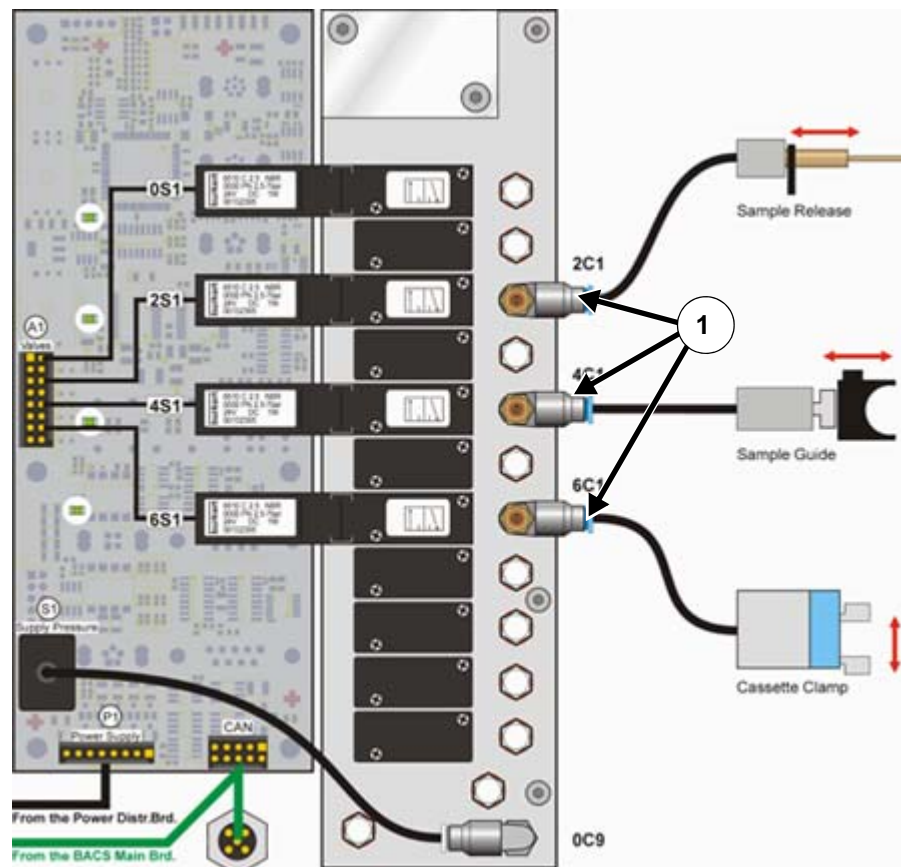 0S1
2C1
Sample Release
2S1
1
A1
Valves
4C1
4S1
Sample Guide
6C1
6S1
S1
Supply Pressure
Cassette Clamp
P1
Power Supply
CAN
From the Power Distr.Brd.
From the BACS Main Brd.
0C9